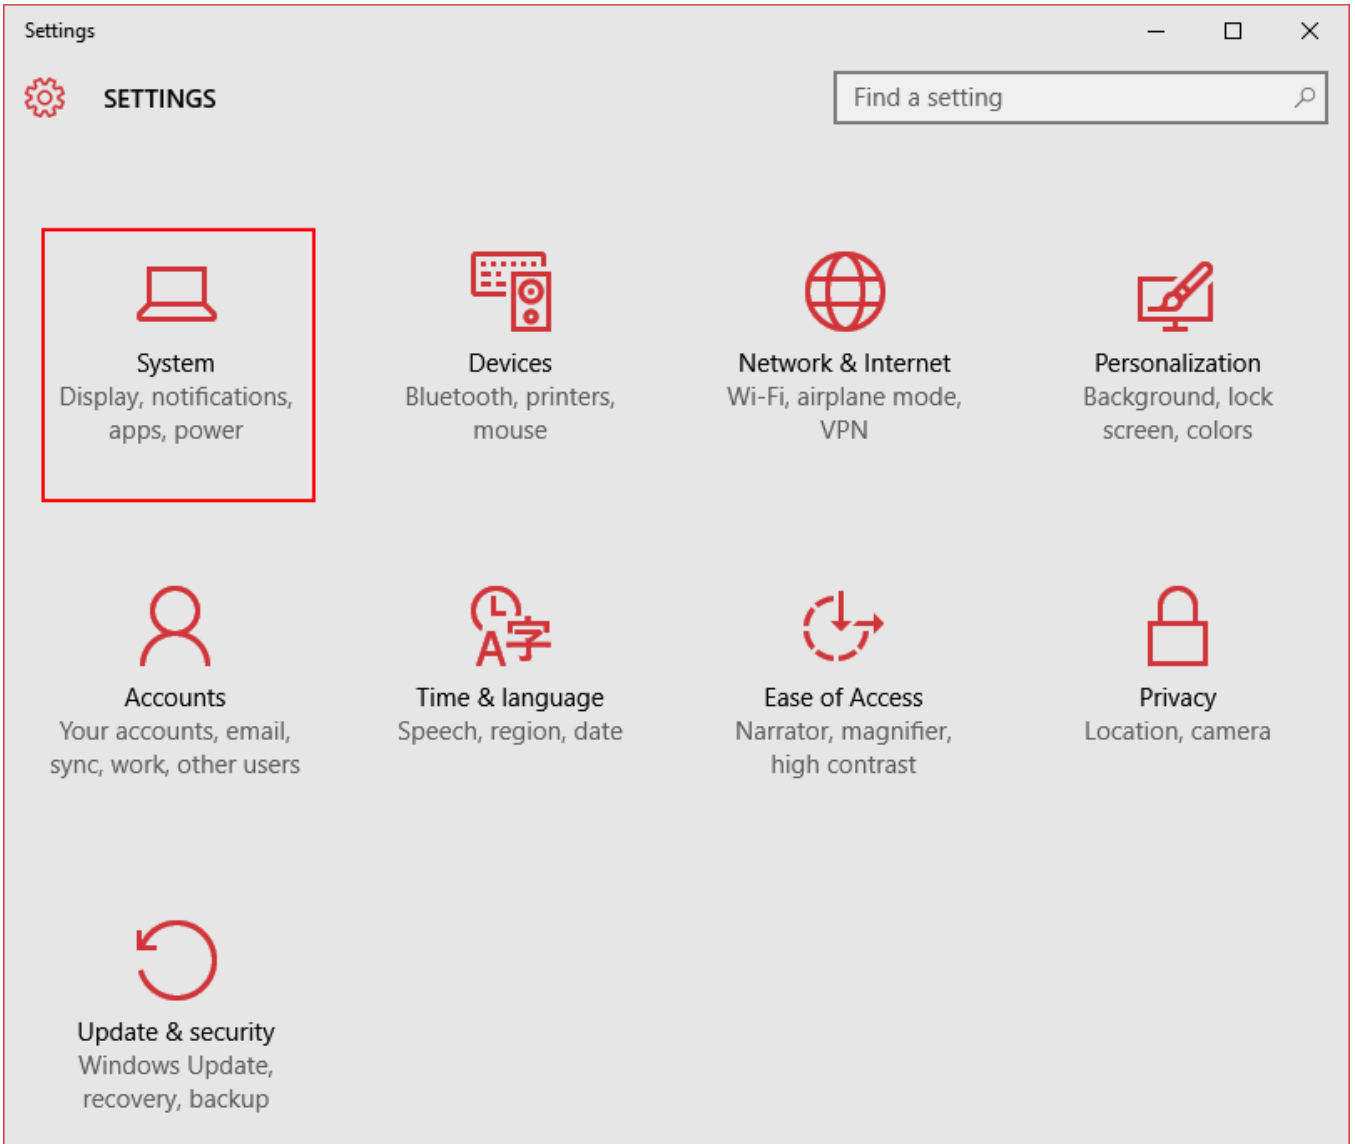 Settings
SETTINGS
Find a setting
System
Display, notifications,
apps, power
Devices
Bluetooth, printers,
mouse
Network & Internet
Wi-Fi, airplane mode,
VPN
Personalization
Background, lock
screen, colors
Accounts
Your accounts, email,
sync, work, other users
A字
Time & language
Speech, region, date
Ease of Access
Narrator, magnifier,
high contrast
Privacy
Location, camera
Update & security
Windows Update,
recovery, backup